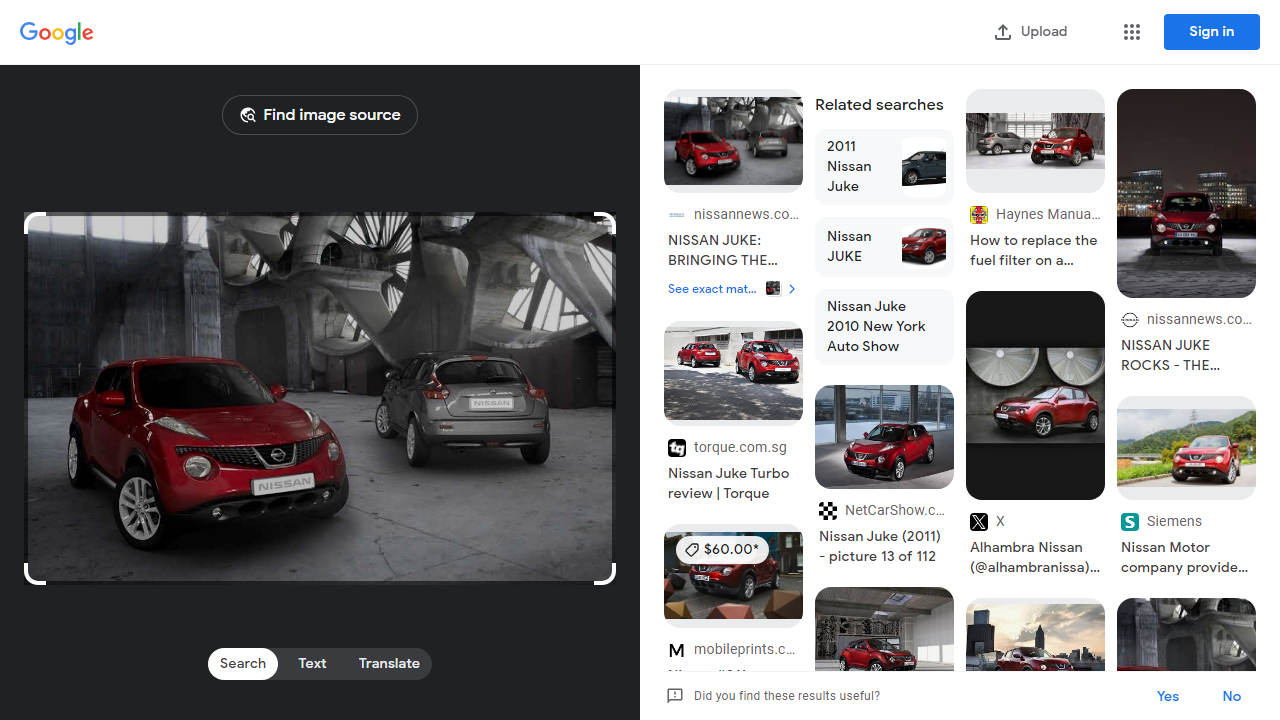 Google
Upload
Sign in
Find image source
NISSAN
NISSAN
Search
Text
Translate
nissannews.co...
NISSAN JUKE:
BRINGING THE...
See exact mat...
torque.com.sg
Nissan Juke Turbo
review | Torque
$60.00*
mobileprints.c...
Related searches
2011
Nissan
Juke
Nissan
JUKE
Nissan Juke
2010 New York
Auto Show
NetCarShow.c...
Nissan Juke (2011)
- picture 13 of 112
Haynes Manua...
How to replace the
fuel filter on a...
X
Alhambra Nissan
(@alhambranissa)...
nissannews.co...
NISSAN JUKE
ROCKS - THE...
Siemens
Nissan Motor
company provide...
Did you find these results useful?
Yes
No